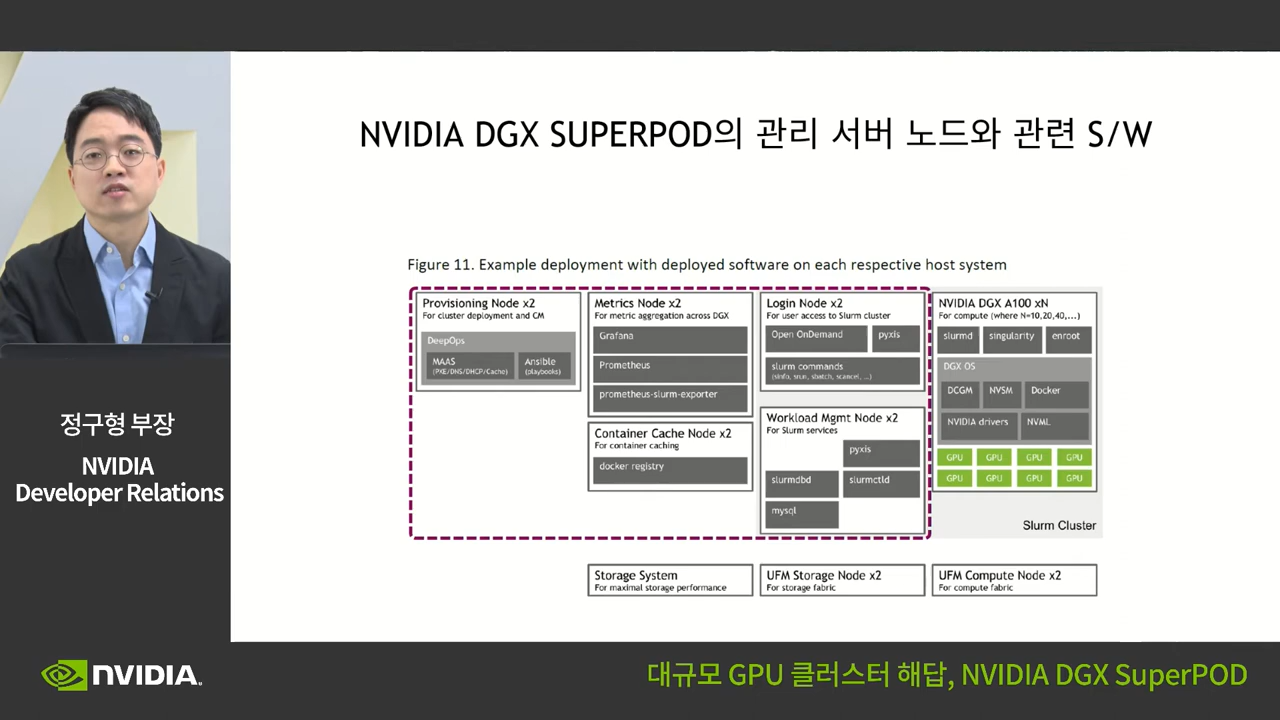 NVIDIA DGX SUPERPOD의 관리 서버 노드와 관련 S/W
Figure 11. Example deployment with deployed software on each respective host system
Provisioning Node x2
For cluster deployment and CM
DeepOps
MAAS
(PXE/DNS/DHCP/Cache)
Ansible
(playbooks)
Metrics Node x2
For metric aggregation across DGX
Grafana
Prometheus
prometheus-slurm-exporter
Container Cache Node x2
For container caching
docker registry
Login Node x2
For user access to Slurm cluster
Open OnDemand
pyxis
slurm commands
(sinfo, srun, sbatch, scancel, ...)
Workload Mgmt Node x2
For Slurm services
pyxis
slurmdbd
slurmctld
mysql
NVIDIA DGX A100 xN
For compute (where N=10,20,40,...)
slurmd
singularity
enroot
DGX OS
DCGM
NVSM
Docker
NVIDIA drivers
NVML
GPU GPU GPU GPU
GPU GPU GPU GPU
Slurm Cluster
Storage System
For maximal storage performance
UFM Storage Node x2
For storage fabric
UFM Compute Node x2
For compute fabric
정구형 부장
NVIDIA
Developer Relations
NVIDIA.
대규모 GPU 클러스터 해답, NVIDIA DGX SuperPOD